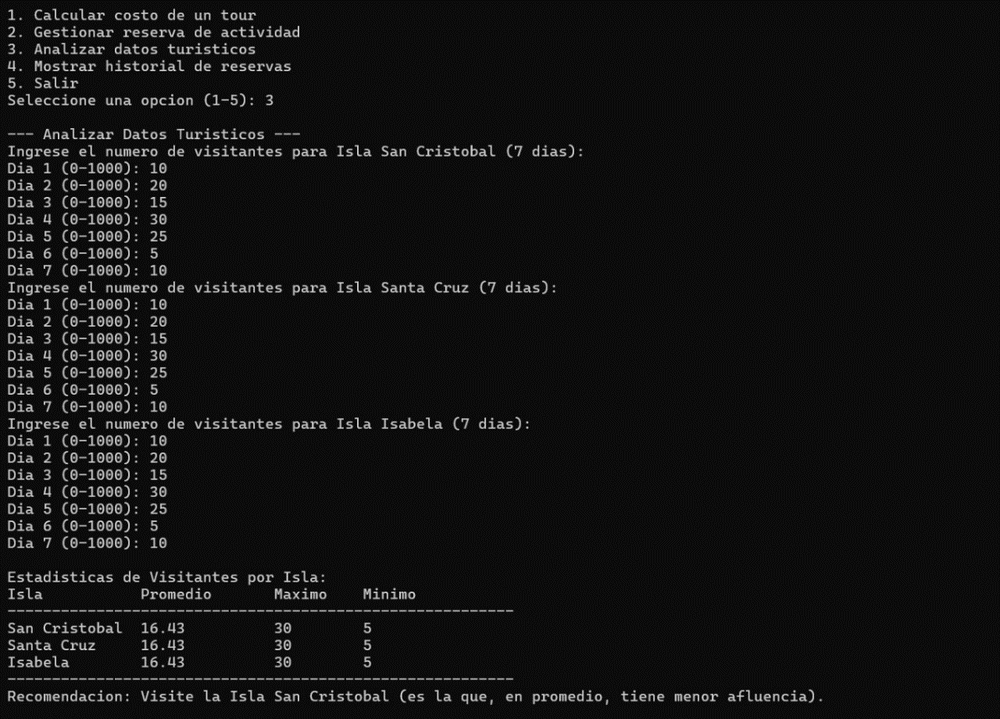 1. Calcular costo de un tour
2. Gestionar reserva de actividad
3. Analizar datos turisticos
4. Mostrar historial de reservas
5. Salir
Seleccione una opcion (1-5): 3
--- Analizar Datos Turisticos ---
Ingrese el numero de visitantes para Isla San Cristobal (7 dias):
Dia 1 (0-1000): 10
Dia 2 (0-1000): 20
Dia 3 (0-1000): 15
Dia 4 (0-1000): 30
Dia 5 (0-1000): 25
Dia 6 (0-1000): 5
Dia 7 (0-1000): 10
Ingrese el numero de visitantes para Isla Santa Cruz (7 dias):
Dia 1 (0-1000): 10
Dia 2 (0-1000): 20
Dia 3 (0-1000): 15
Dia 4 (0-1000): 30
Dia 5 (0-1000): 25
Dia 6 (0-1000): 5
Dia 7 (0-1000): 10
Ingrese el numero de visitantes para Isla Isabela (7 dias):
Dia 1 (0-1000): 10
Dia 2 (0-1000): 20
Dia 3 (0-1000): 15
Dia 4 (0-1000): 30
Dia 5 (0-1000): 25
Dia 6 (0-1000): 5
Dia 7 (0-1000): 10
Estadisticas de Visitantes por Isla:
Isla           Promedio       Maximo    Minimo
---------------------------------------------------------
San Cristobal  16.43          30        5
Santa Cruz     16.43          30        5
Isabela        16.43          30        5
---------------------------------------------------------
Recomendacion: Visite la Isla San Cristobal (es la que, en promedio, tiene menor afluencia).